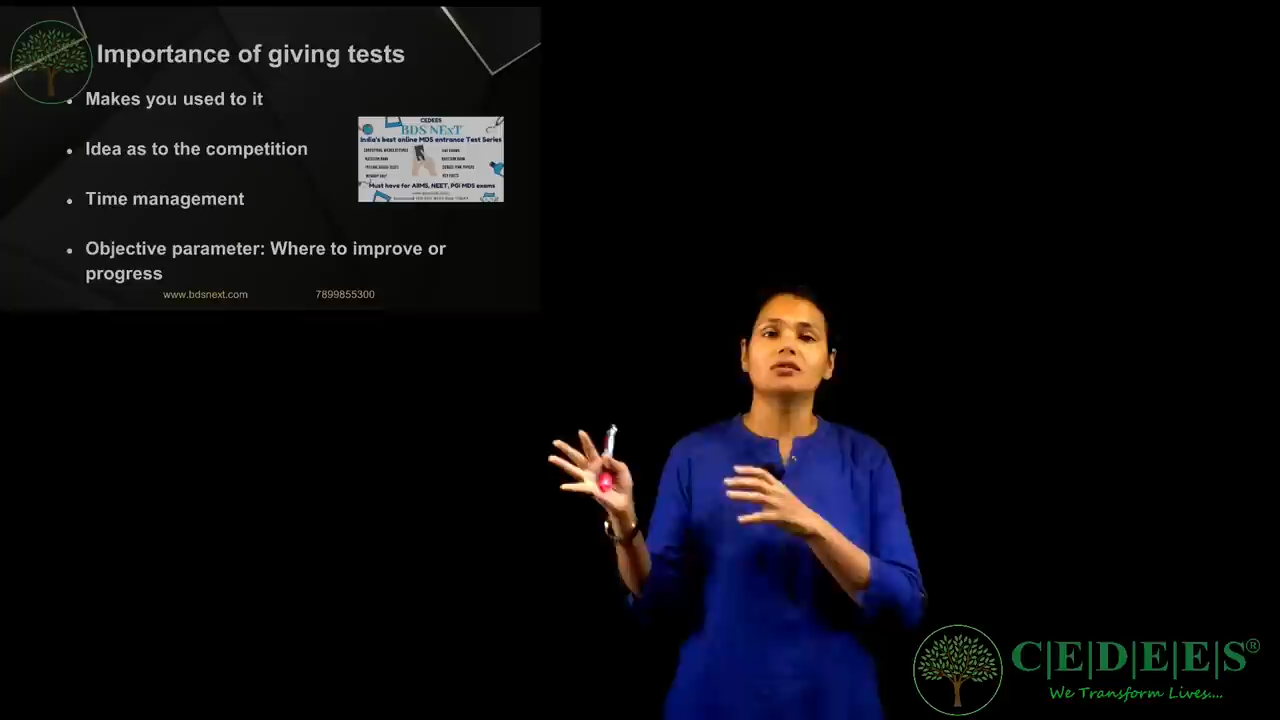 Importance of giving tests
• Makes you used to it
• Idea as to the competition
• Time management
• Objective parameter: Where to improve or
progress
CEDEES
BDS NExT
India's best online MDS entrance Test Series
Must have for AIIMS, NEET, PGI MDS exams
www.bdsnext.com 7899855300
C|E|D|E|E|S®
We Transform Lives....